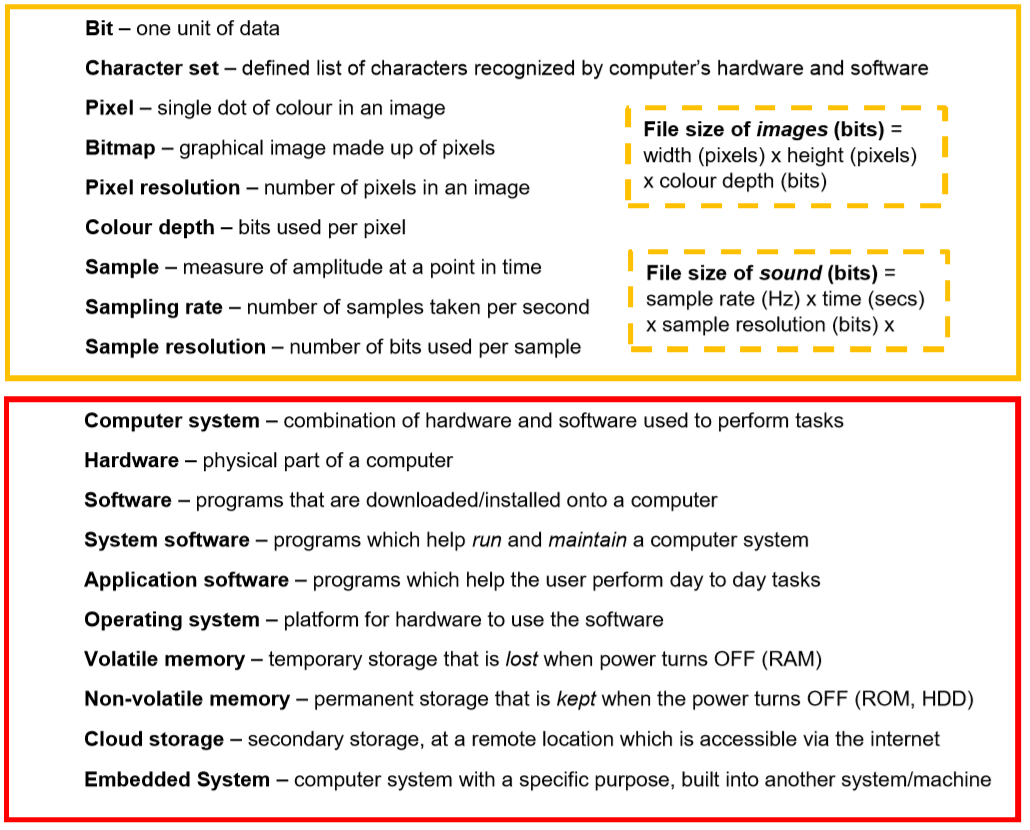 Bit – one unit of data
Character set – defined list of characters recognized by computer's hardware and software
Pixel – single dot of colour in an image
Bitmap – graphical image made up of pixels
Pixel resolution – number of pixels in an image
Colour depth – bits used per pixel
Sample – measure of amplitude at a point in time
Sampling rate – number of samples taken per second
Sample resolution – number of bits used per sample
File size of images (bits) =
width (pixels) x height (pixels)
x colour depth (bits)
File size of sound (bits) =
sample rate (Hz) x time (secs)
x sample resolution (bits) x
Computer system – combination of hardware and software used to perform tasks
Hardware – physical part of a computer
Software – programs that are downloaded/installed onto a computer
System software – programs which help run and maintain a computer system
Application software – programs which help the user perform day to day tasks
Operating system – platform for hardware to use the software
Volatile memory – temporary storage that is lost when power turns OFF (RAM)
Non-volatile memory – permanent storage that is kept when the power turns OFF (ROM, HDD)
Cloud storage – secondary storage, at a remote location which is accessible via the internet
Embedded System – computer system with a specific purpose, built into another system/machine